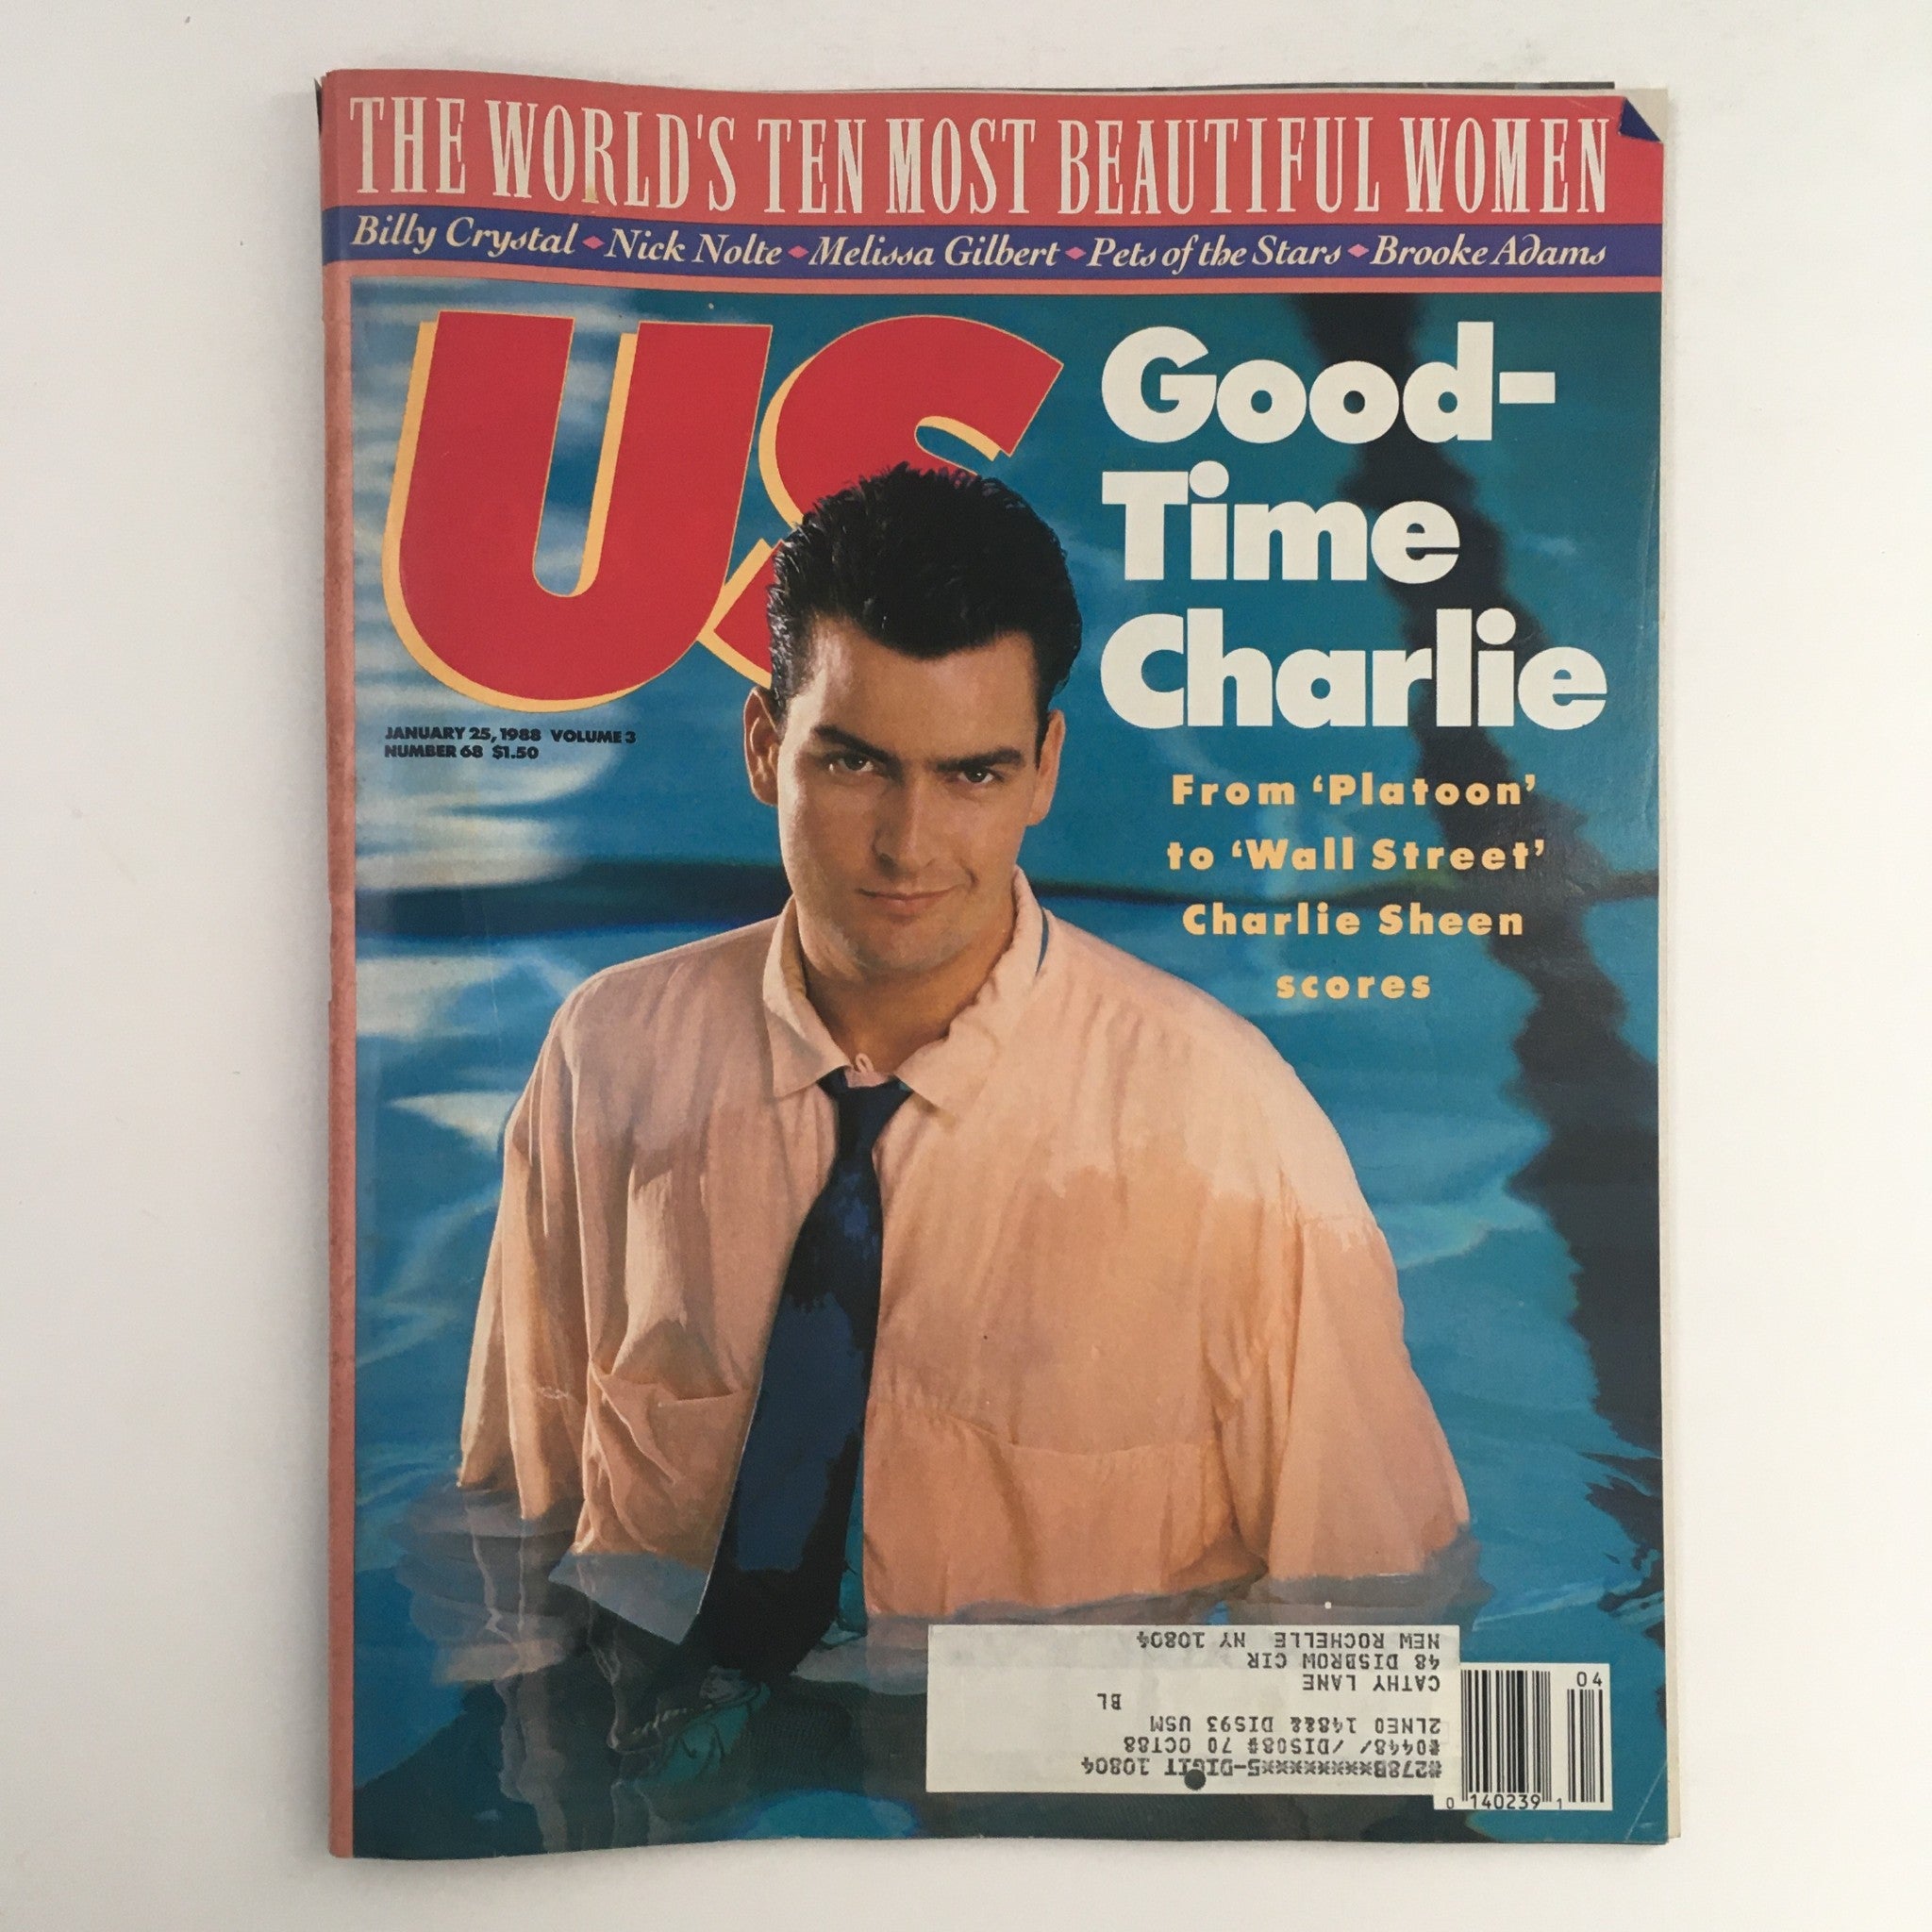 THE WORLD'S TEN MOST BEAUTIFUL WOMEN
Billy Crystal ♦ Nick Nolte ♦ Melissa Gilbert ♦ Pets of the Stars ♦ Brooke Adams
US
JANUARY 25, 1988 VOLUME 3
NUMBER 68 $1.50
Good-
Time
Charlie
From ‘Platoon’
to ‘Wall Street’
Charlie Sheen
scores
#278B*********5-DIGIT 10804
#0448/ /DIS08# 70 OCT88
2LNEO 1488 DIS93 USM
BL
CATHY LANE
48 DISBROW CIR
NEW ROCHELLE NY 10804
04
0 140239 1